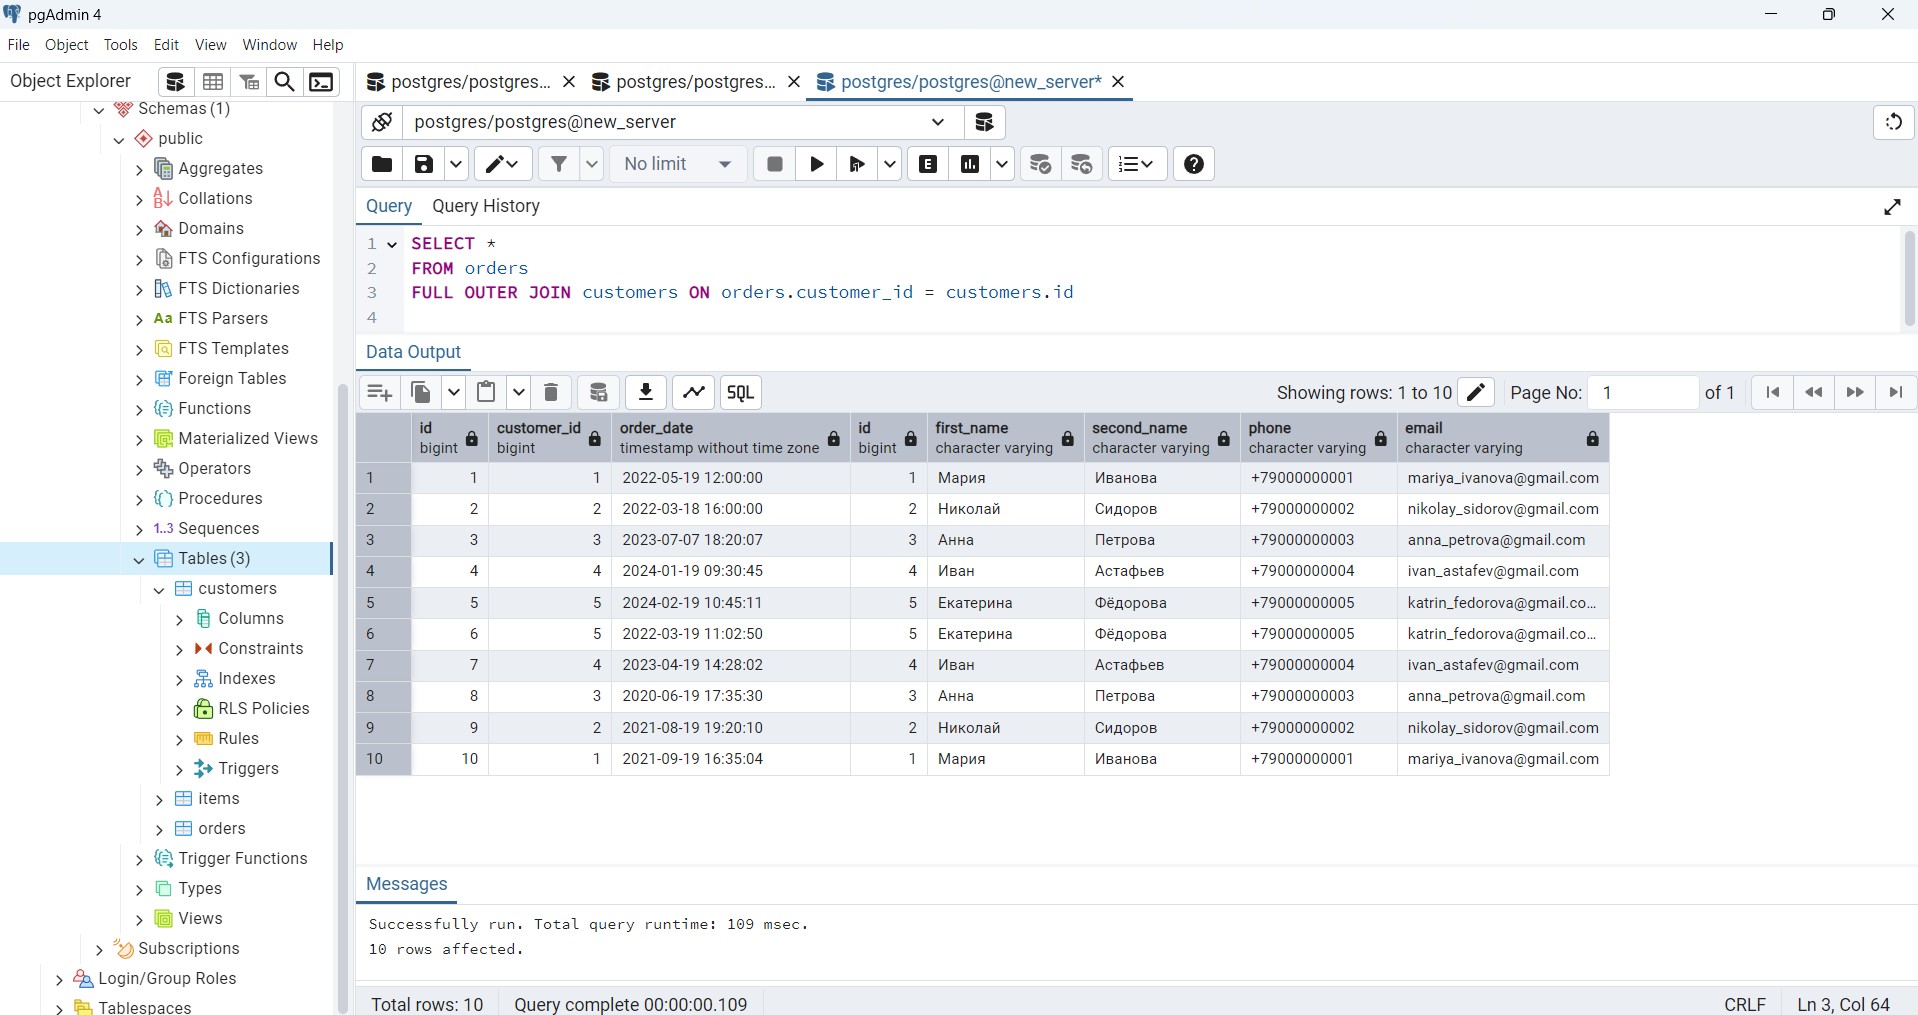 pgAdmin 4
File Object Tools Edit View Window Help
Object Explorer
postgres/postgres... postgres/postgres... postgres/postgres@new_server*
Schemas (1)
public
Aggregates
Collations
Domains
FTS Configurations
FTS Dictionaries
FTS Parsers
FTS Templates
Foreign Tables
Functions
Materialized Views
Operators
Procedures
1..3 Sequences
Tables (3)
customers
Columns
Constraints
Indexes
RLS Policies
Rules
Triggers
items
orders
Trigger Functions
Types
Views
Subscriptions
Login/Group Roles
Tablespaces
postgres/postgres@new_server
No limit
Query Query History
1 SELECT *
2 FROM orders
3 FULL OUTER JOIN customers ON orders.customer_id = customers.id
4
Data Output
SQL
Showing rows: 1 to 10 Page No: 1 of 1
id customer_id order_date id first_name second_name phone email
bigint bigint timestamp without time zone bigint character varying character varying character varying character varying
1 1 1 2022-05-19 12:00:00 1 Мария Иванова +79000000001 mariya_ivanova@gmail.com
2 2 2 2022-03-18 16:00:00 2 Николай Сидоров +79000000002 nikolay_sidorov@gmail.com
3 3 3 2023-07-07 18:20:07 3 Анна Петрова +79000000003 anna_petrova@gmail.com
4 4 4 2024-01-19 09:30:45 4 Иван Астафьев +79000000004 ivan_astafev@gmail.com
5 5 5 2024-02-19 10:45:11 5 Екатерина Фёдорова +79000000005 katrin_fedorova@gmail.co...
6 6 5 2022-03-19 11:02:50 5 Екатерина Фёдорова +79000000005 katrin_fedorova@gmail.co...
7 7 4 2023-04-19 14:28:02 4 Иван Астафьев +79000000004 ivan_astafev@gmail.com
8 8 3 2020-06-19 17:35:30 3 Анна Петрова +79000000003 anna_petrova@gmail.com
9 9 2 2021-08-19 19:20:10 2 Николай Сидоров +79000000002 nikolay_sidorov@gmail.com
10 10 1 2021-09-19 16:35:04 1 Мария Иванова +79000000001 mariya_ivanova@gmail.com
Messages
Successfully run. Total query runtime: 109 msec.
10 rows affected.
Total rows: 10 Query complete 00:00:00.109 CRLF Ln 3, Col 64